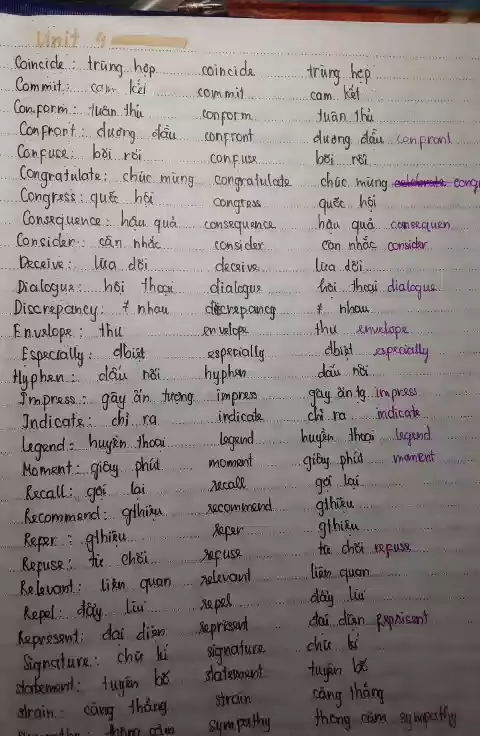 Unit 9
Coincide : trùng hợp coincide trùng hợp
Commit : cam kết commit cam kết
Conform : tuân thủ conform tuân thủ
Confront : đương đầu confront đương đầu confront
Confuse : bối rối confuse bối rối
Congratulate : chúc mừng congratulate chúc mừng cong
Congress : quốc hội congress quốc hội
Consequence : hậu quả consequence hậu quả consequen
Consider : cân nhắc consider cân nhắc consider
Deceive : lừa dối deceive lừa dối
Dialogue : hội thoại dialogue hội thoại dialogue
Discrepancy : ≠ nhau discrepancy ≠ nhau
Envelope : thư envelope thư envelope
Especially : đbiệt especially đbiệt especially
Hyphen : dấu nối hyphen dấu nối
Impress : gây ấn tượng impress gây ấn tg impress
Indicate : chỉ ra indicate chỉ ra indicate
Legend : huyền thoại legend huyền thoại legend
Moment : giây phút moment giây phút moment
Recall : gợi lại recall gợi lại
Recommend : gthiệu recommend gthiệu
Refer : gthiệu refer gthiệu
Refuse : từ chối refuse từ chối refuse
Relevant : liên quan relevant liên quan
Repel : đẩy lùi repel đẩy lùi
Represent : đại diện represent đại diện represent
Signature : chữ kí signature chữ kí
statement : tuyên bố statement tuyên bố
strain : căng thẳng strain căng thẳng
thông cảm sympathy thông cảm sympathy